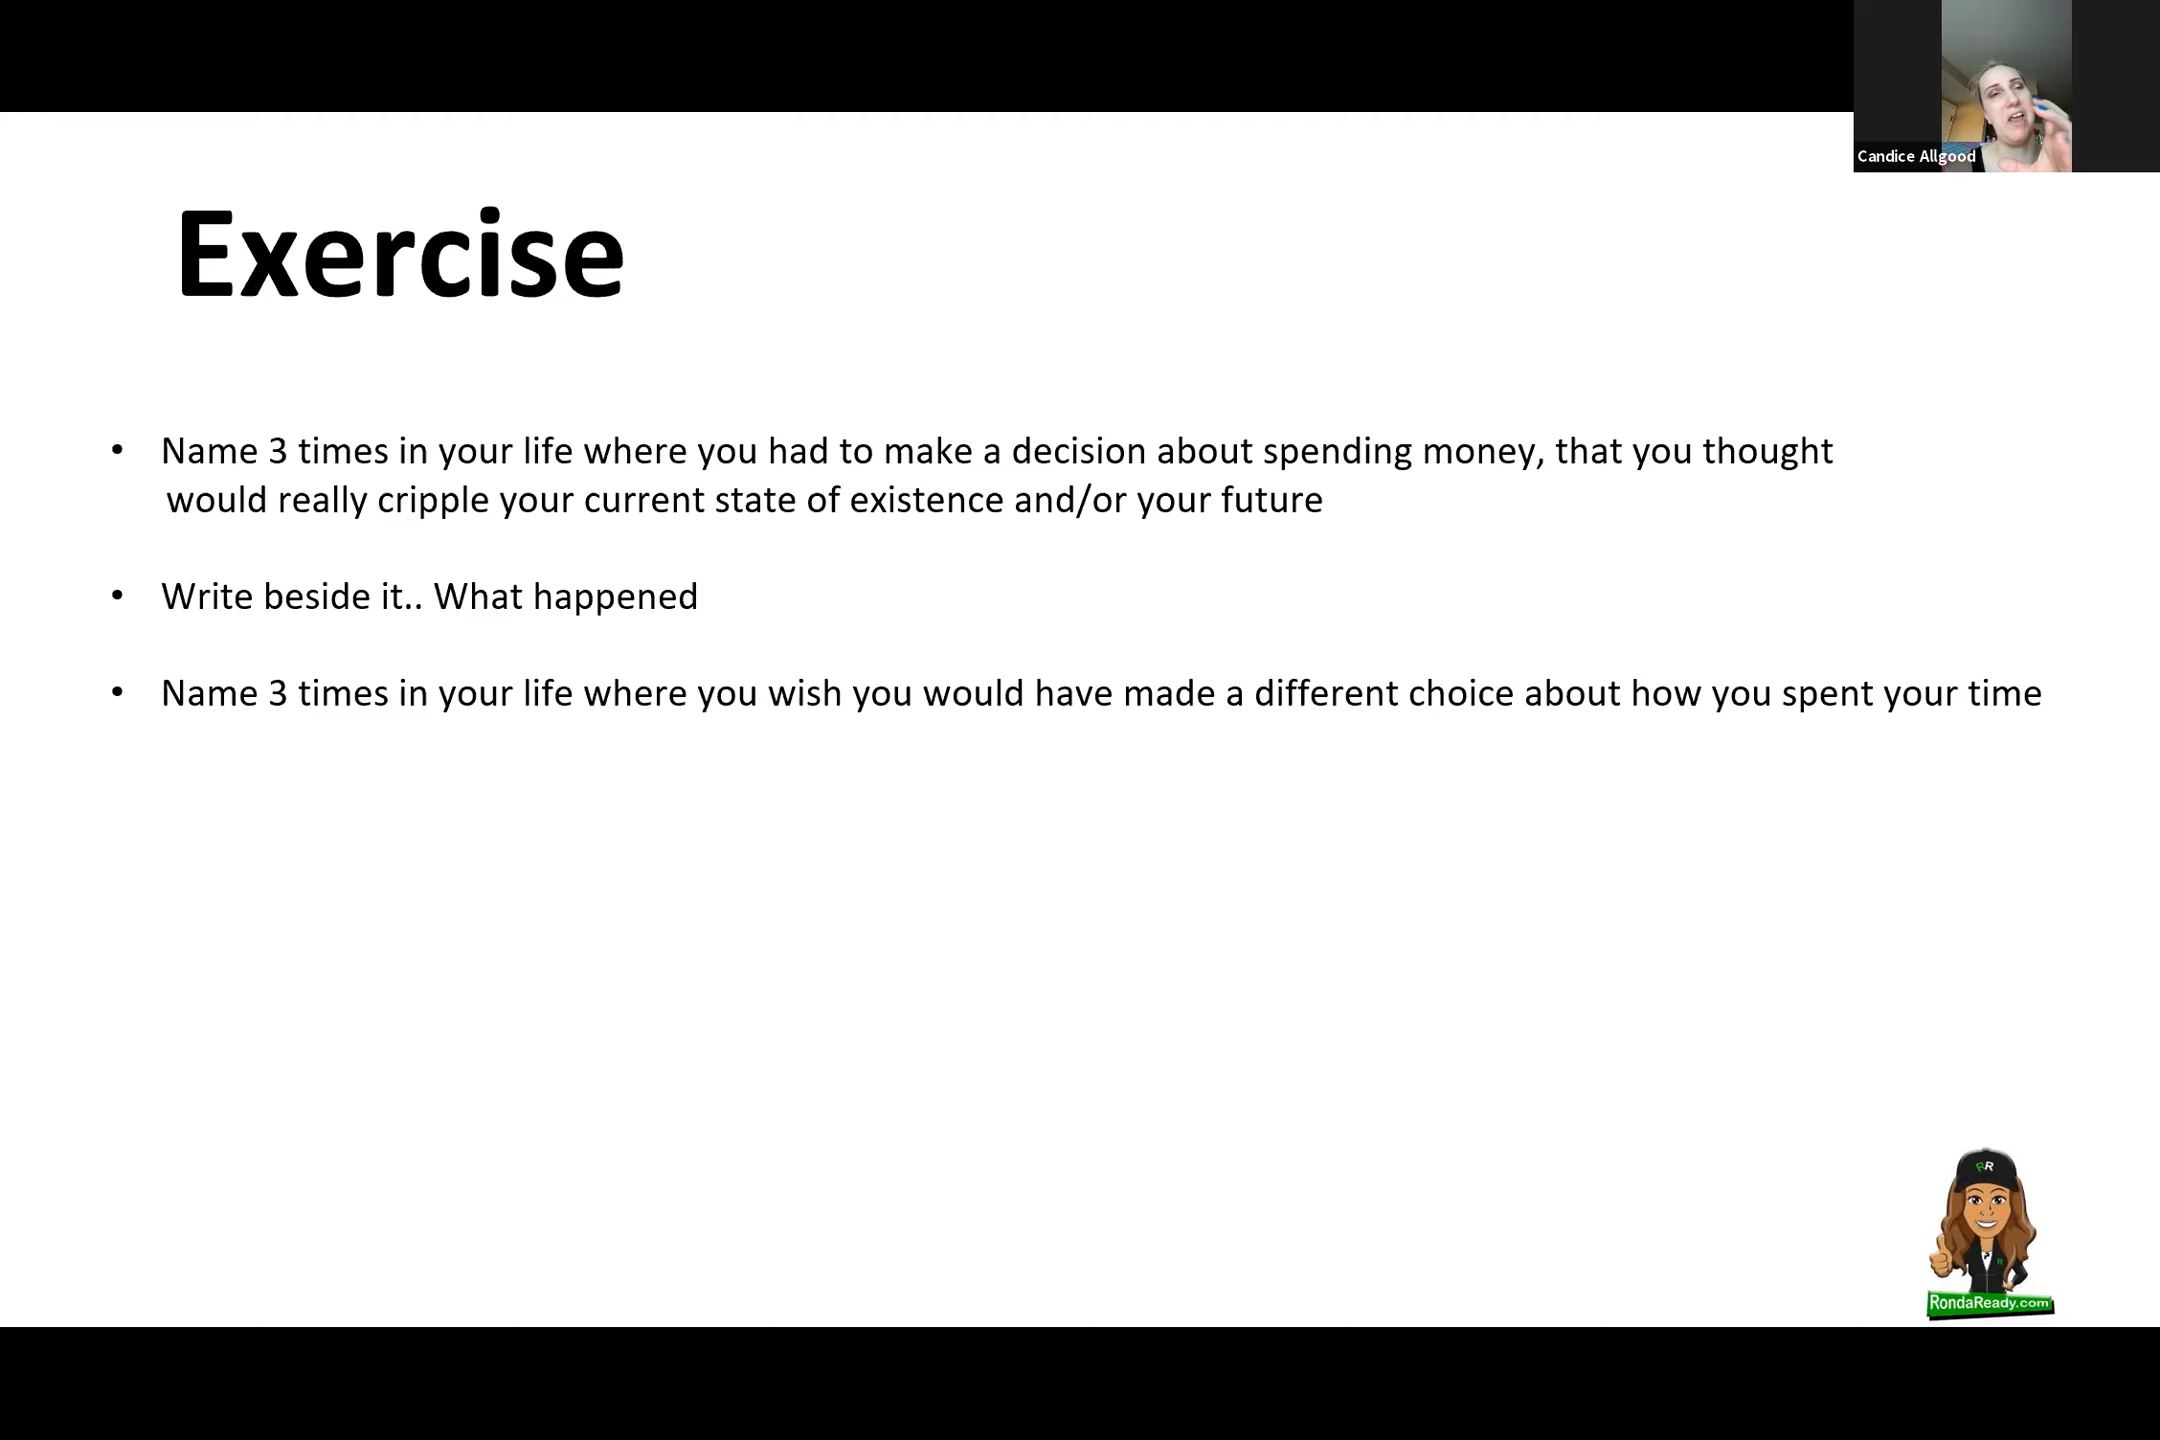 Candice Allgood
Exercise
• Name 3 times in your life where you had to make a decision about spending money, that you thought
would really cripple your current state of existence and/or your future
• Write beside it.. What happened
• Name 3 times in your life where you wish you would have made a different choice about how you spent your time
RR
R
RondaReady.com